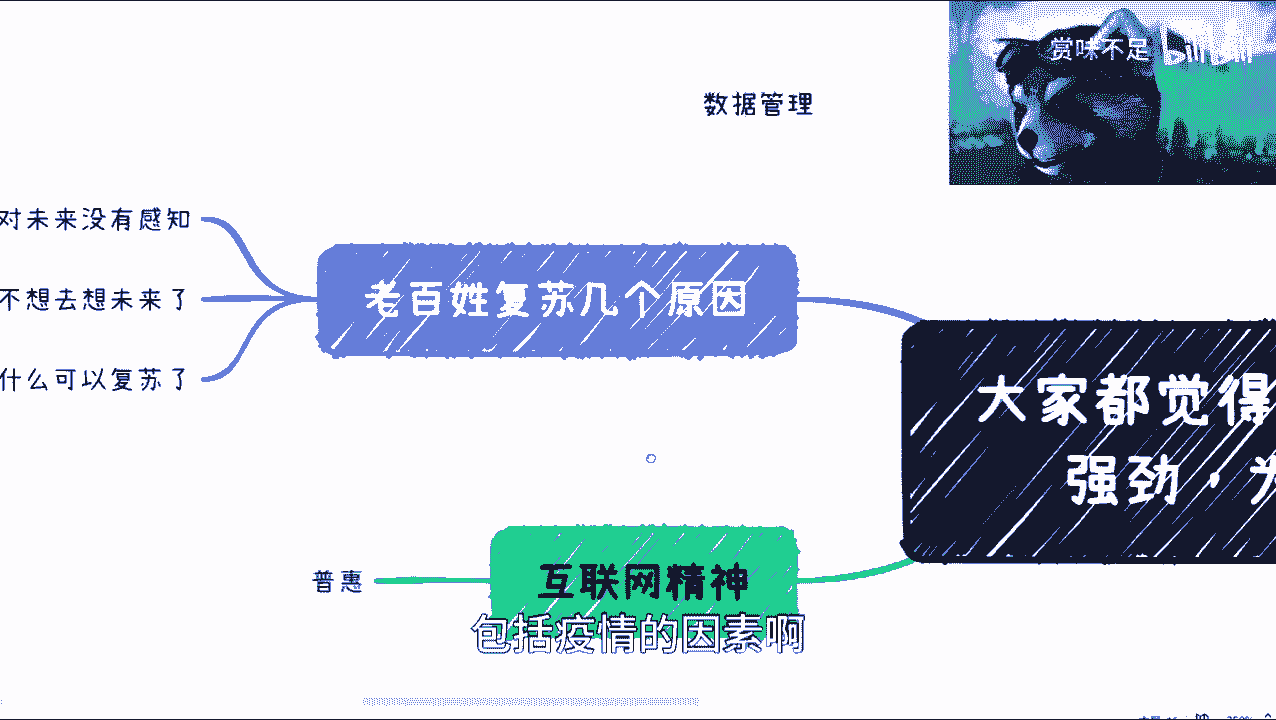 赏味不足
数据管理
对未来没有感知
不想去想未来了
什么可以复苏了
老百姓复苏几个原因
大家都觉得
强劲，
普惠
互联网精神
包括疫情的因素啊